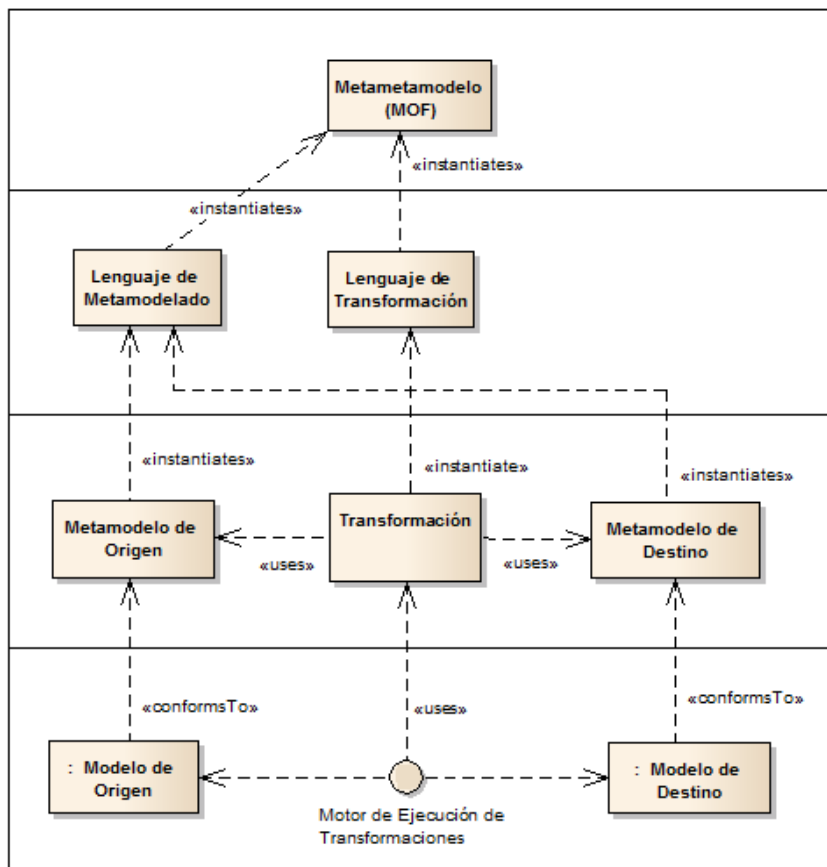 Metametamodelo
(MOF)
«instantiates»
«instantiates»
Lenguaje de
Metamodelado
Lenguaje de
Transformación
«instantiates»
«instantiate»
«instantiates»
Metamodelo de
Origen
Transformación
Metamodelo de
Destino
«uses»
«uses»
«conformsTo»
«uses»
«conformsTo»
: Modelo de
Origen
: Modelo de
Destino
Motor de Ejecución de
Transformaciones